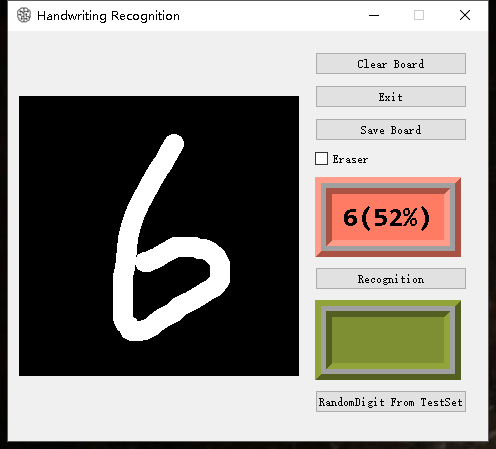 Handwriting Recognition
Clear Board
Exit
Save Board
Eraser
6
6(52%)
Recognition
RandomDigit From TestSet